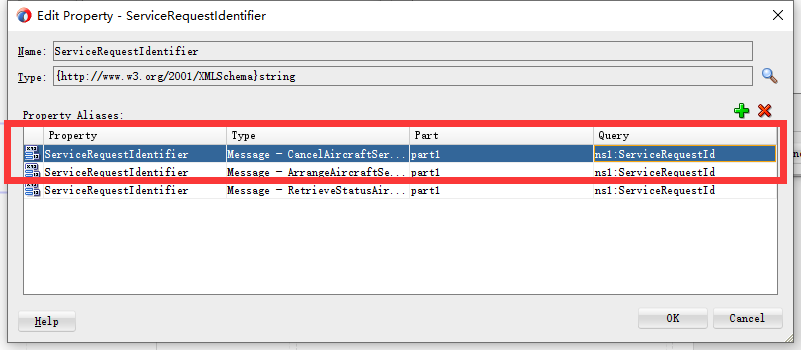 Edit Property - ServiceRequestIdentifier
Name: ServiceRequestIdentifier
Type: {http://www.w3.org/2001/XMLSchema}string
Property Aliases:
Property Type Part Query
ServiceRequestIdentifier Message - CancelAircraftSer... part1 ns1:ServiceRequestId
ServiceRequestIdentifier Message - ArrangeAircraftSe... part1 ns1:ServiceRequestId
ServiceRequestIdentifier Message - RetrieveStatusAir... part1 ns1:ServiceRequestId
Help OK Cancel